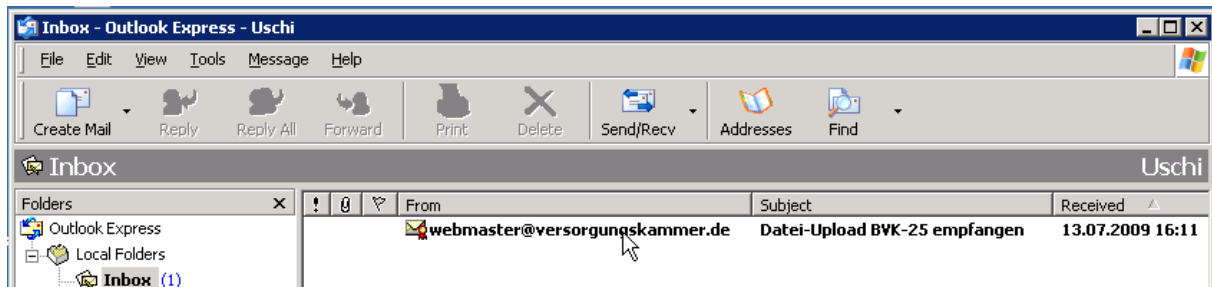 Inbox - Outlook Express - Uschi
File Edit View Tools Message Help
Create Mail Reply Reply All Forward Print Delete Send/Recv Addresses Find
Inbox Uschi
Folders From Subject Received
Outlook Express webmaster@versorgungskammer.de Datei-Upload BVK-25 empfangen 13.07.2009 16:11
Local Folders
Inbox (1)